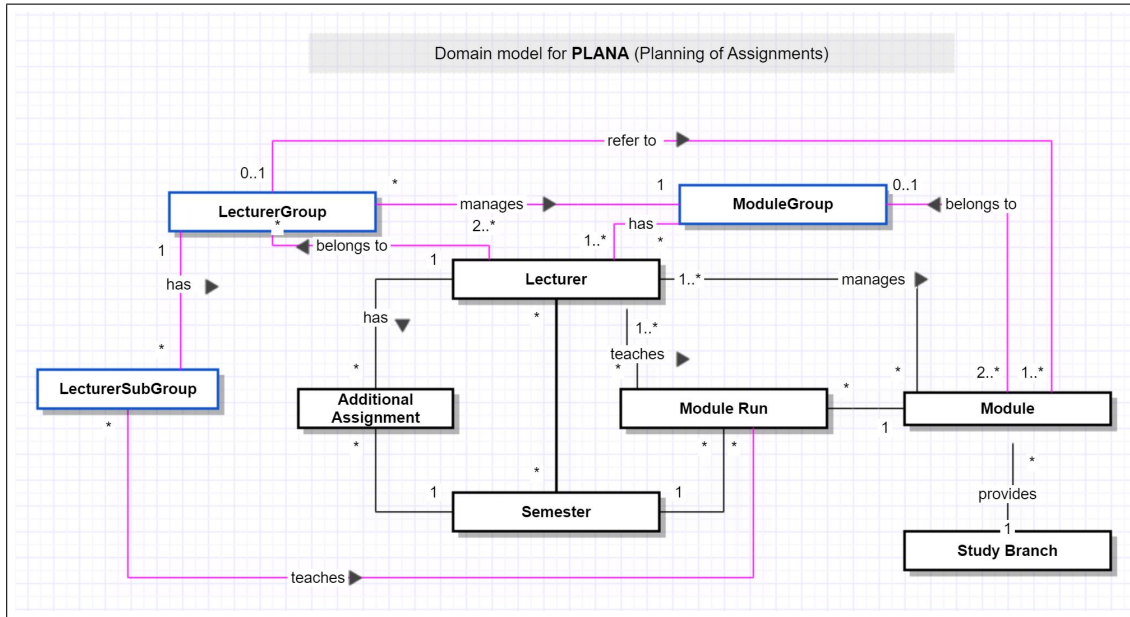 Domain model for PLANA (Planning of Assignments)
refer to
0..1
*
1
0..1
LecturerGroup
*
manages
ModuleGroup
belongs to
2..*
has
1
belongs to
1..*
*
1
Lecturer
1..*
manages
has
has
*
1..*
teaches
*
*
*
*
2..*
1..*
LecturerSubGroup
Additional
Assignment
Module Run
*
Module
1
*
*
*
*
*
*
1
1
provides
1
Semester
Study Branch
teaches